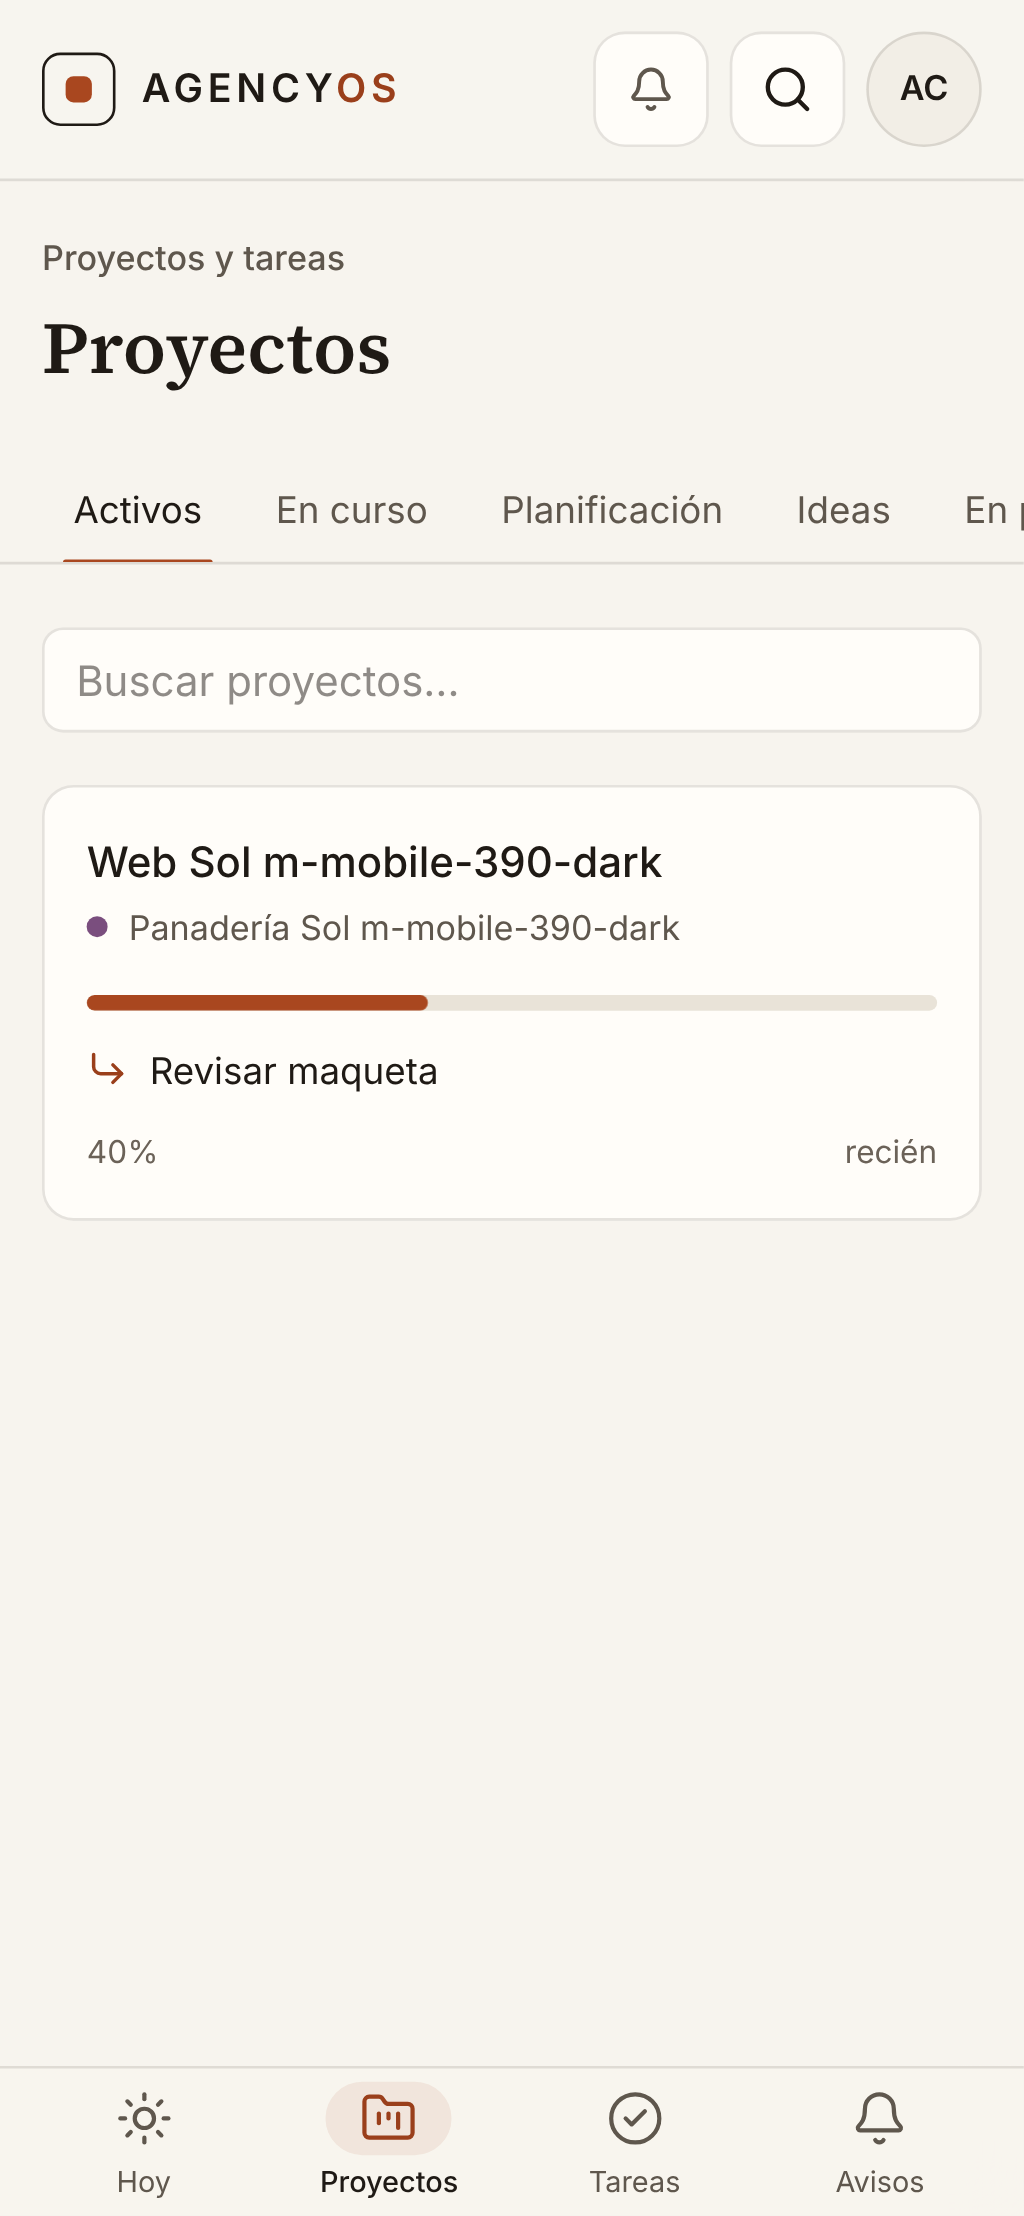 AGENCYOS
AC
Proyectos y tareas
Proyectos
Activos En curso Planificación Ideas En
Buscar proyectos...
Web Sol m-mobile-390-dark
Panadería Sol m-mobile-390-dark
Revisar maqueta
40% recién
Hoy Proyectos Tareas Avisos